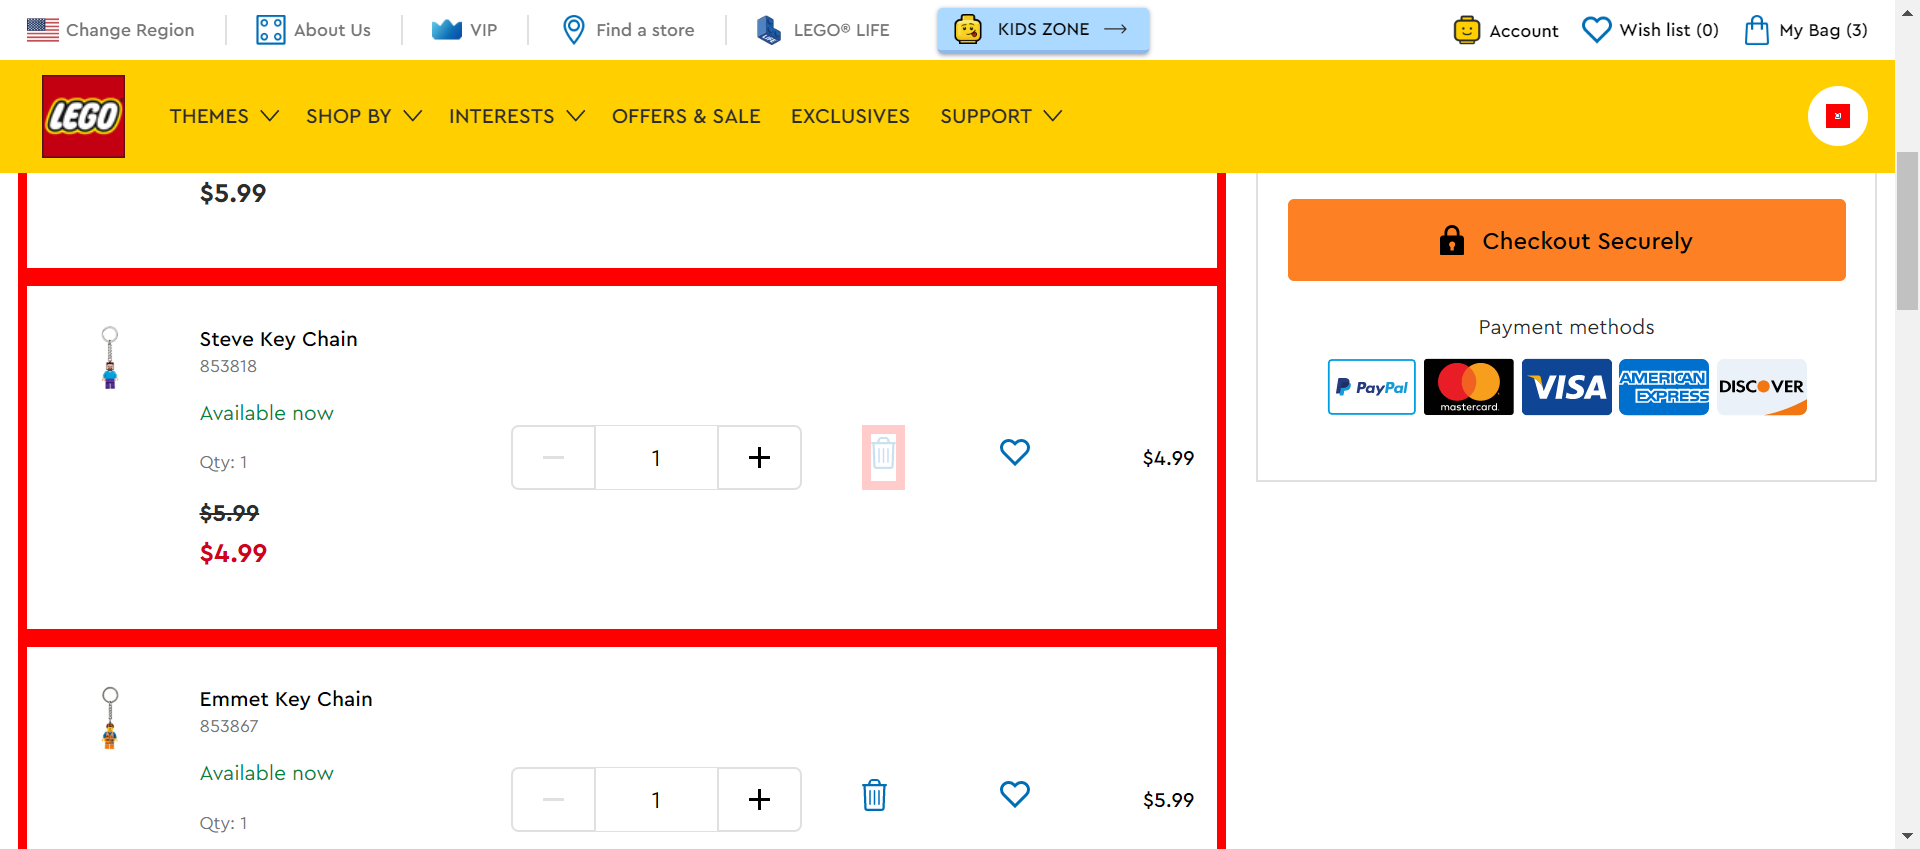 Change Region
About Us
VIP
Find a store
LEGO® LIFE
KIDS ZONE
Account
Wish list (0)
My Bag (3)
LEGO
THEMES
SHOP BY
INTERESTS
OFFERS & SALE
EXCLUSIVES
SUPPORT
$5.99
Checkout Securely
Payment methods
PayPal
mastercard.
VISA
AMERICAN
EXPRESS
DISCOVER
Steve Key Chain
853818
Available now
Qty: 1
1
$4.99
$5.99
$4.99
Emmet Key Chain
853867
Available now
Qty: 1
1
$5.99